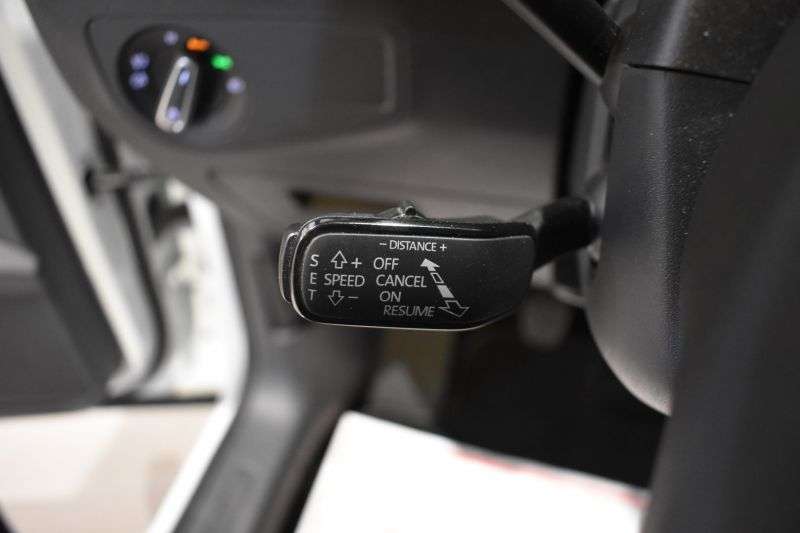 − DISTANCE +
S + OFF
E SPEED CANCEL
T − ON
RESUME